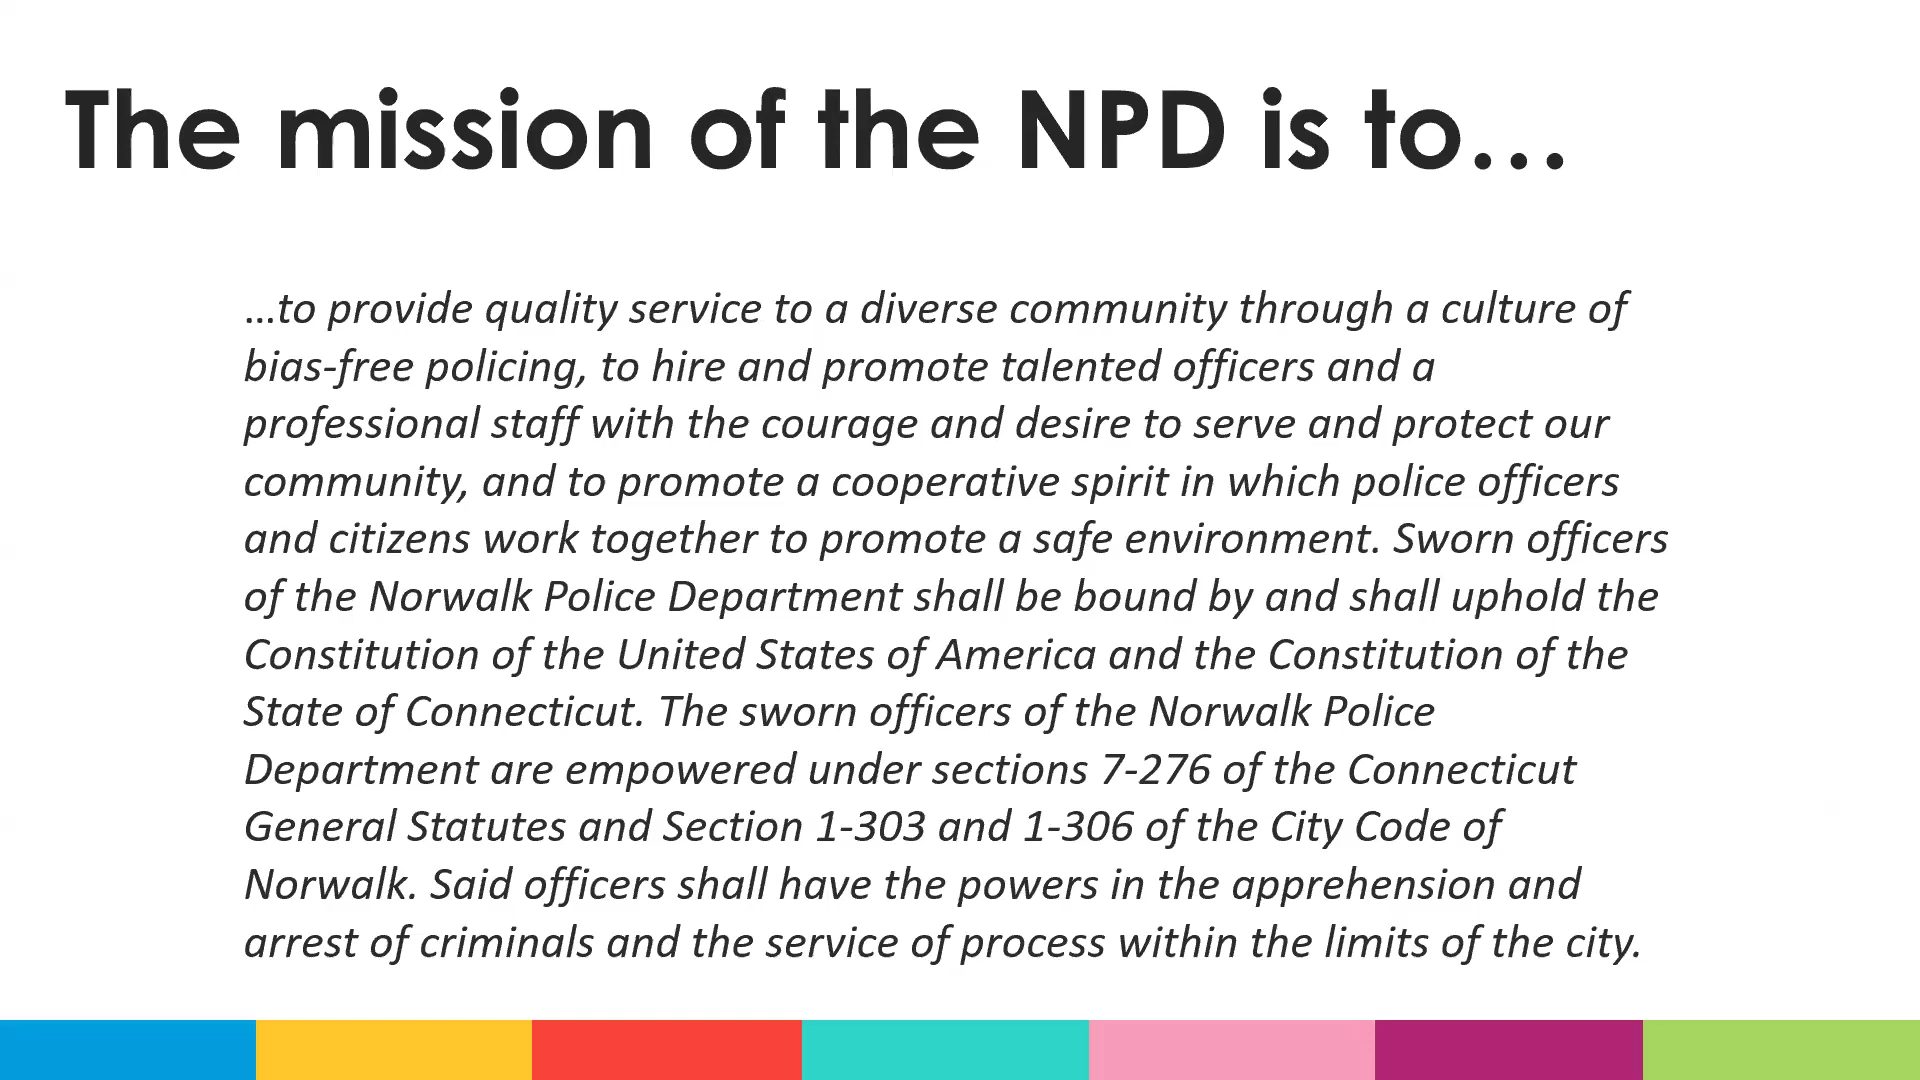 The mission of the NPD is to…
…to provide quality service to a diverse community through a culture of
bias-free policing, to hire and promote talented officers and a
professional staff with the courage and desire to serve and protect our
community, and to promote a cooperative spirit in which police officers
and citizens work together to promote a safe environment. Sworn officers
of the Norwalk Police Department shall be bound by and shall uphold the
Constitution of the United States of America and the Constitution of the
State of Connecticut. The sworn officers of the Norwalk Police
Department are empowered under sections 7-276 of the Connecticut
General Statutes and Section 1-303 and 1-306 of the City Code of
Norwalk. Said officers shall have the powers in the apprehension and
arrest of criminals and the service of process within the limits of the city.